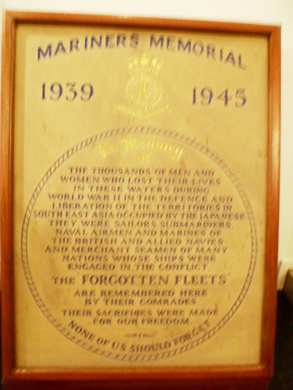 MARINERS MEMORIAL
1939
1945
In Memory
OF
THE THOUSANDS OF MEN AND
WOMEN WHO LOST THEIR LIVES
IN THESE WATERS DURING
WORLD WAR II IN THE DEFENCE AND
LIBERATION OF THE TERRITORIES IN
SOUTH EAST ASIA OCCUPIED BY THE JAPANESE
THEY WERE SAILORS SUBMARINERS
NAVAL AIRMEN AND MARINES OF
THE BRITISH AND ALLIED NAVIES
AND MERCHANT SEAMEN OF MANY
NATIONS WHOSE SHIPS WERE
ENGAGED IN THE CONFLICT
THE "FORGOTTEN FLEETS"
ARE REMEMBERED HERE
BY THEIR COMRADES
THEIR SACRIFICES WERE MADE
FOR OUR FREEDOM
NONE OF US SHOULD FORGET